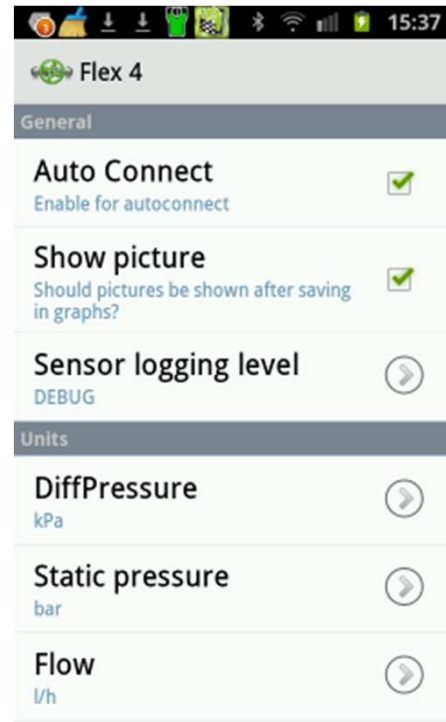 15:37
Flex 4
General
Auto Connect
Enable for autoconnect
Show picture
Should pictures be shown after saving
in graphs?
Sensor logging level
DEBUG
Units
DiffPressure
kPa
Static pressure
bar
Flow
l/h